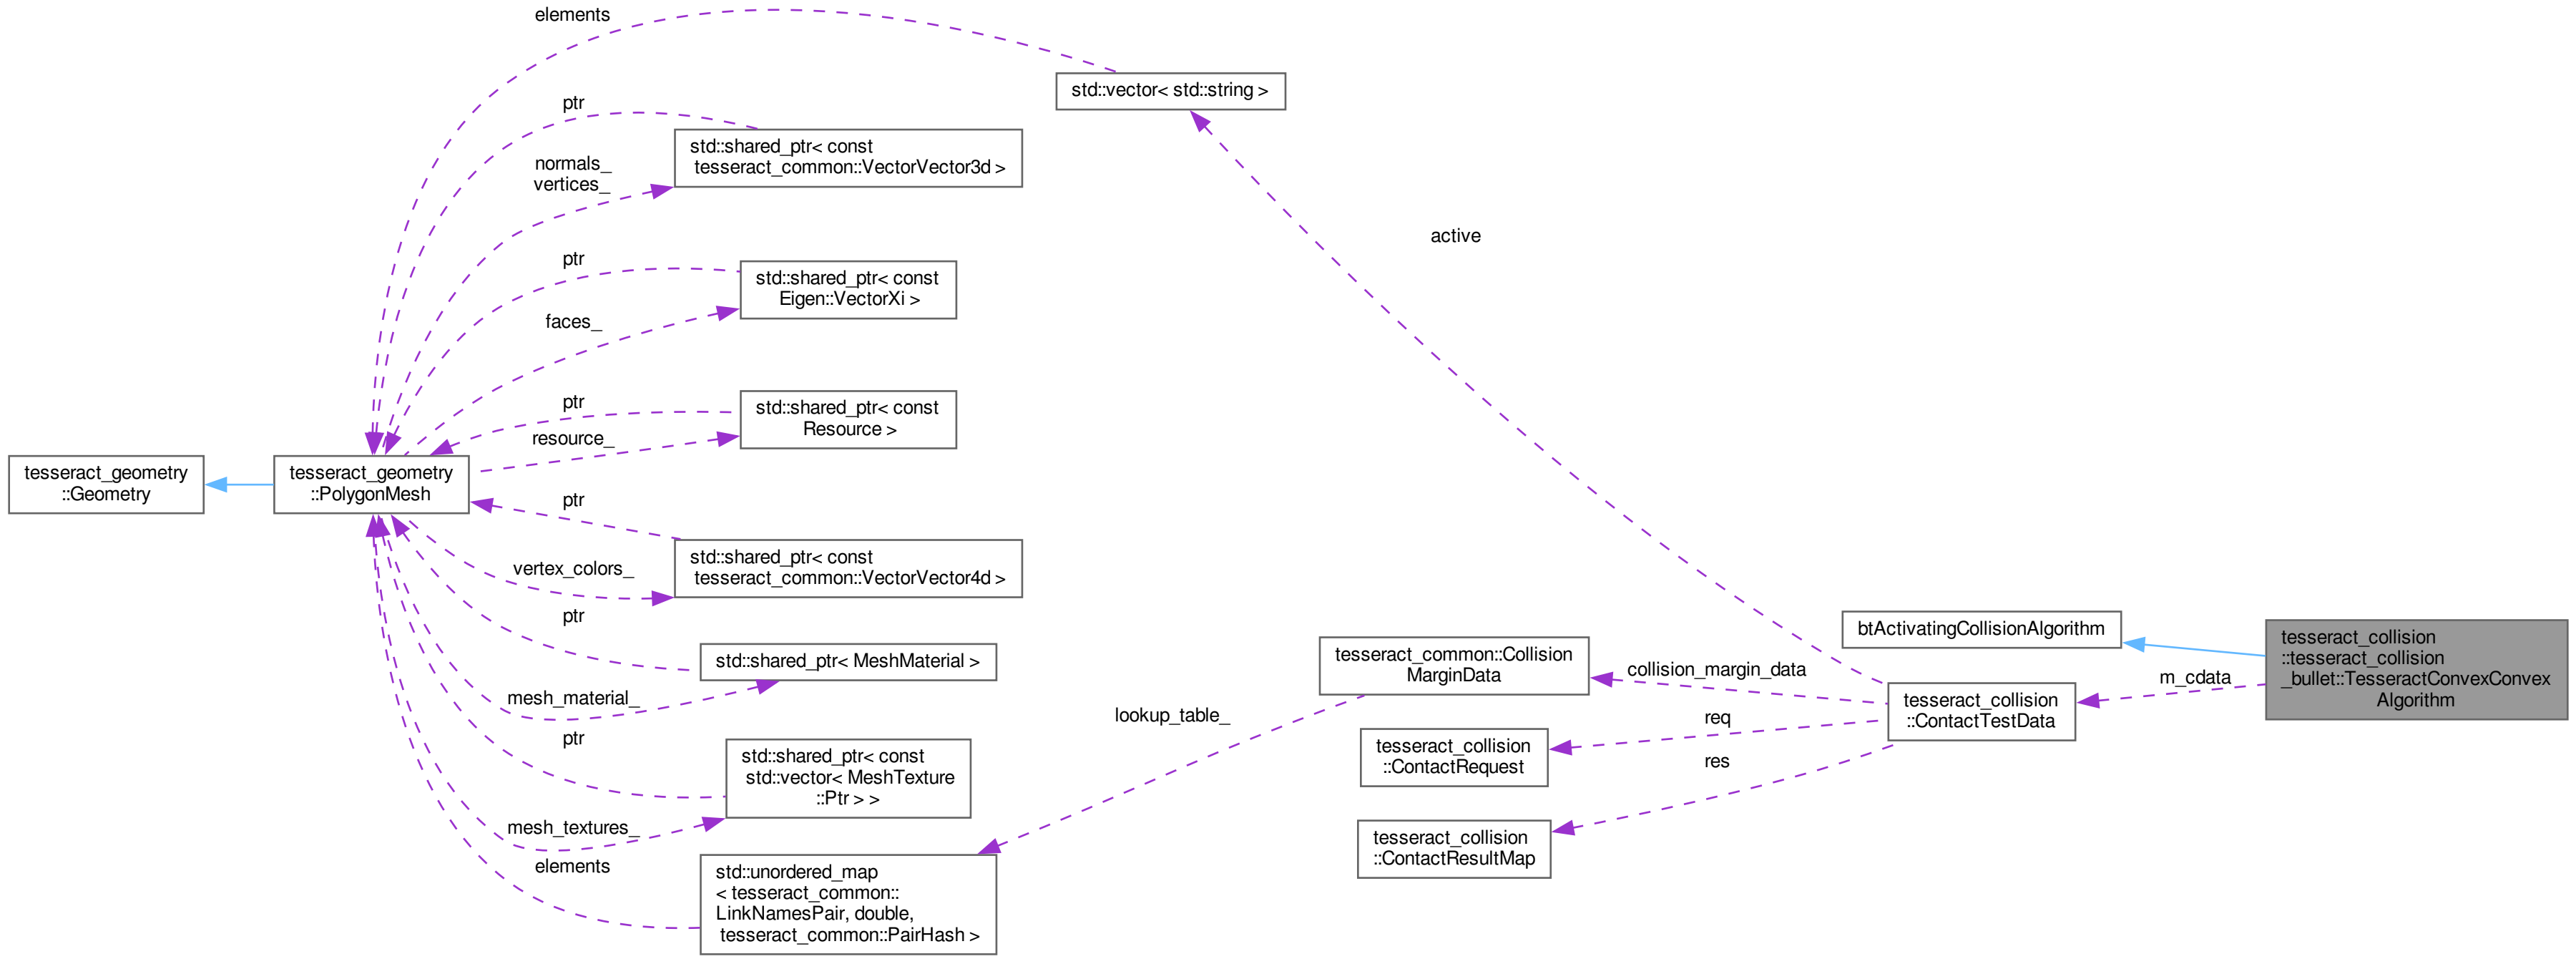 elements
std::vector< std::string >
ptr
std::shared_ptr< const
tesseract_common::VectorVector3d >
normals_
vertices_
active
ptr
std::shared_ptr< const
Eigen::VectorXi >
faces_
ptr
std::shared_ptr< const
Resource >
resource_
tesseract_geometry
::Geometry
tesseract_geometry
::PolygonMesh
ptr
std::shared_ptr< const
tesseract_common::VectorVector4d >
vertex_colors_
ptr
std::shared_ptr< MeshMaterial >
mesh_material_
ptr
std::shared_ptr< const
std::vector< MeshTexture
::Ptr > >
mesh_textures_
elements
std::unordered_map
< tesseract_common::
LinkNamesPair, double,
tesseract_common::PairHash >
lookup_table_
tesseract_common::Collision
MarginData
collision_margin_data
req
tesseract_collision
::ContactRequest
res
tesseract_collision
::ContactResultMap
btActivatingCollisionAlgorithm
tesseract_collision
::ContactTestData
m_cdata
tesseract_collision
::tesseract_collision
_bullet::TesseractConvexConvex
Algorithm